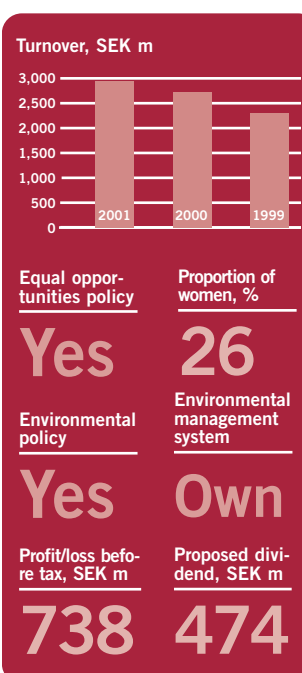 Turnover, SEK m
3,000
2,500
2,000
1,500
1,000
500
0
2001 2000 1999
Equal oppor-
tunities policy
Yes
Proportion of
women, %
26
Environmental
policy
Yes
Environmental
management
system
Own
Profit/loss befo-
re tax, SEK m
738
Proposed divi-
dend, SEK m
474